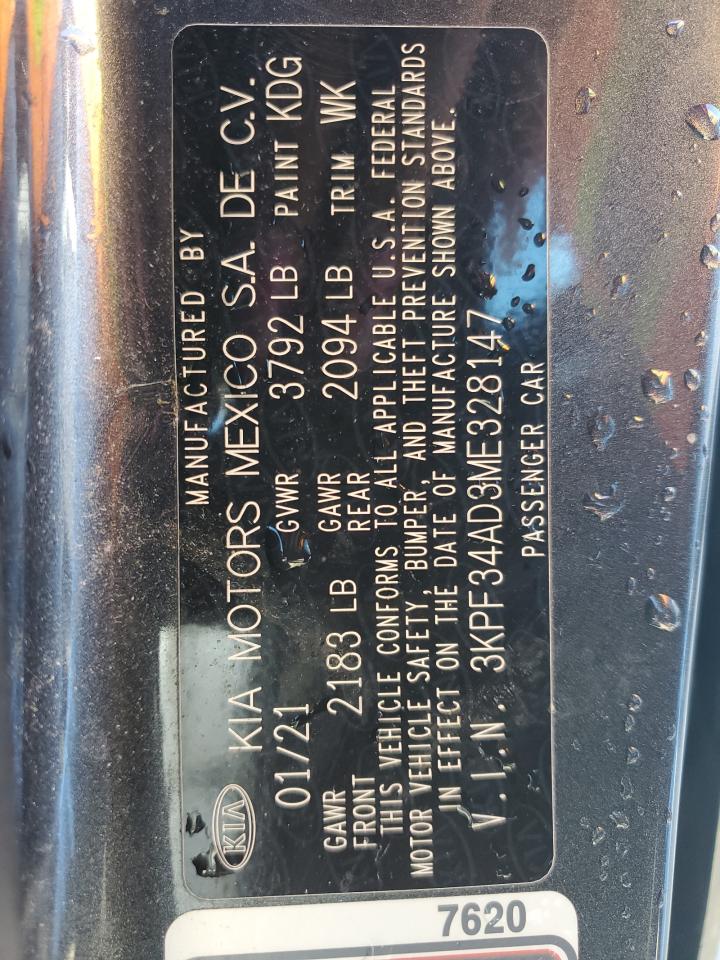 MANUFACTURED BY
KIA KIA MOTORS MEXICO S.A. DE C.V.
01/21 GVWR 3792 LB PAINT KDG
GAWR FRONT 2183 LB GAWR REAR 2094 LB TRIM WK
THIS VEHICLE CONFORMS TO ALL APPLICABLE U.S.A. FEDERAL
MOTOR VEHICLE SAFETY, BUMPER, AND THEFT PREVENTION STANDARDS
IN EFFECT ON THE DATE OF MANUFACTURE SHOWN ABOVE.
V.I.N. 3KPF34AD3ME328147
PASSENGER CAR
7620